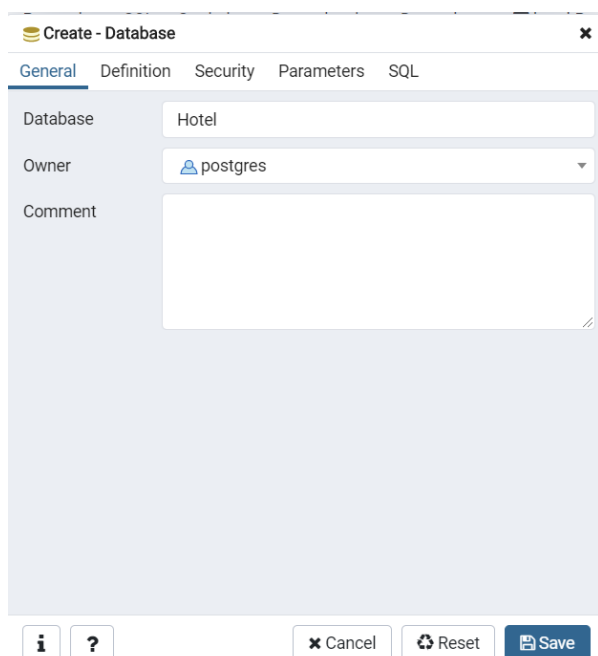 Create - Database
General Definition Security Parameters SQL
Database Hotel
Owner postgres
Comment
i ? Cancel Reset Save